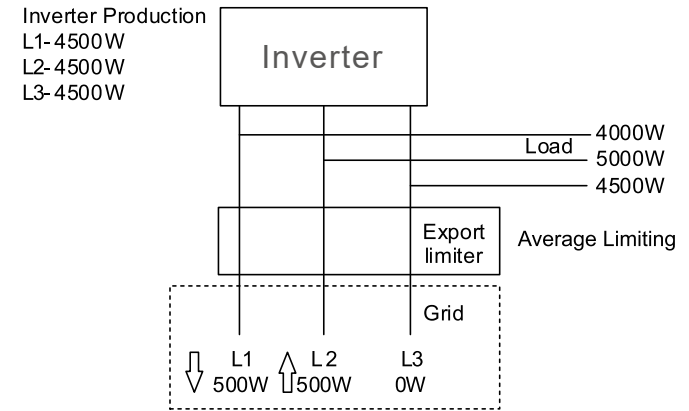 Inverter Production
L1-4500W
L2-4500W
L3-4500W
Inverter
4000W
Load
5000W
4500W
Export
limiter
Average Limiting
Grid
L1 L2 L3
500W 500W 0W